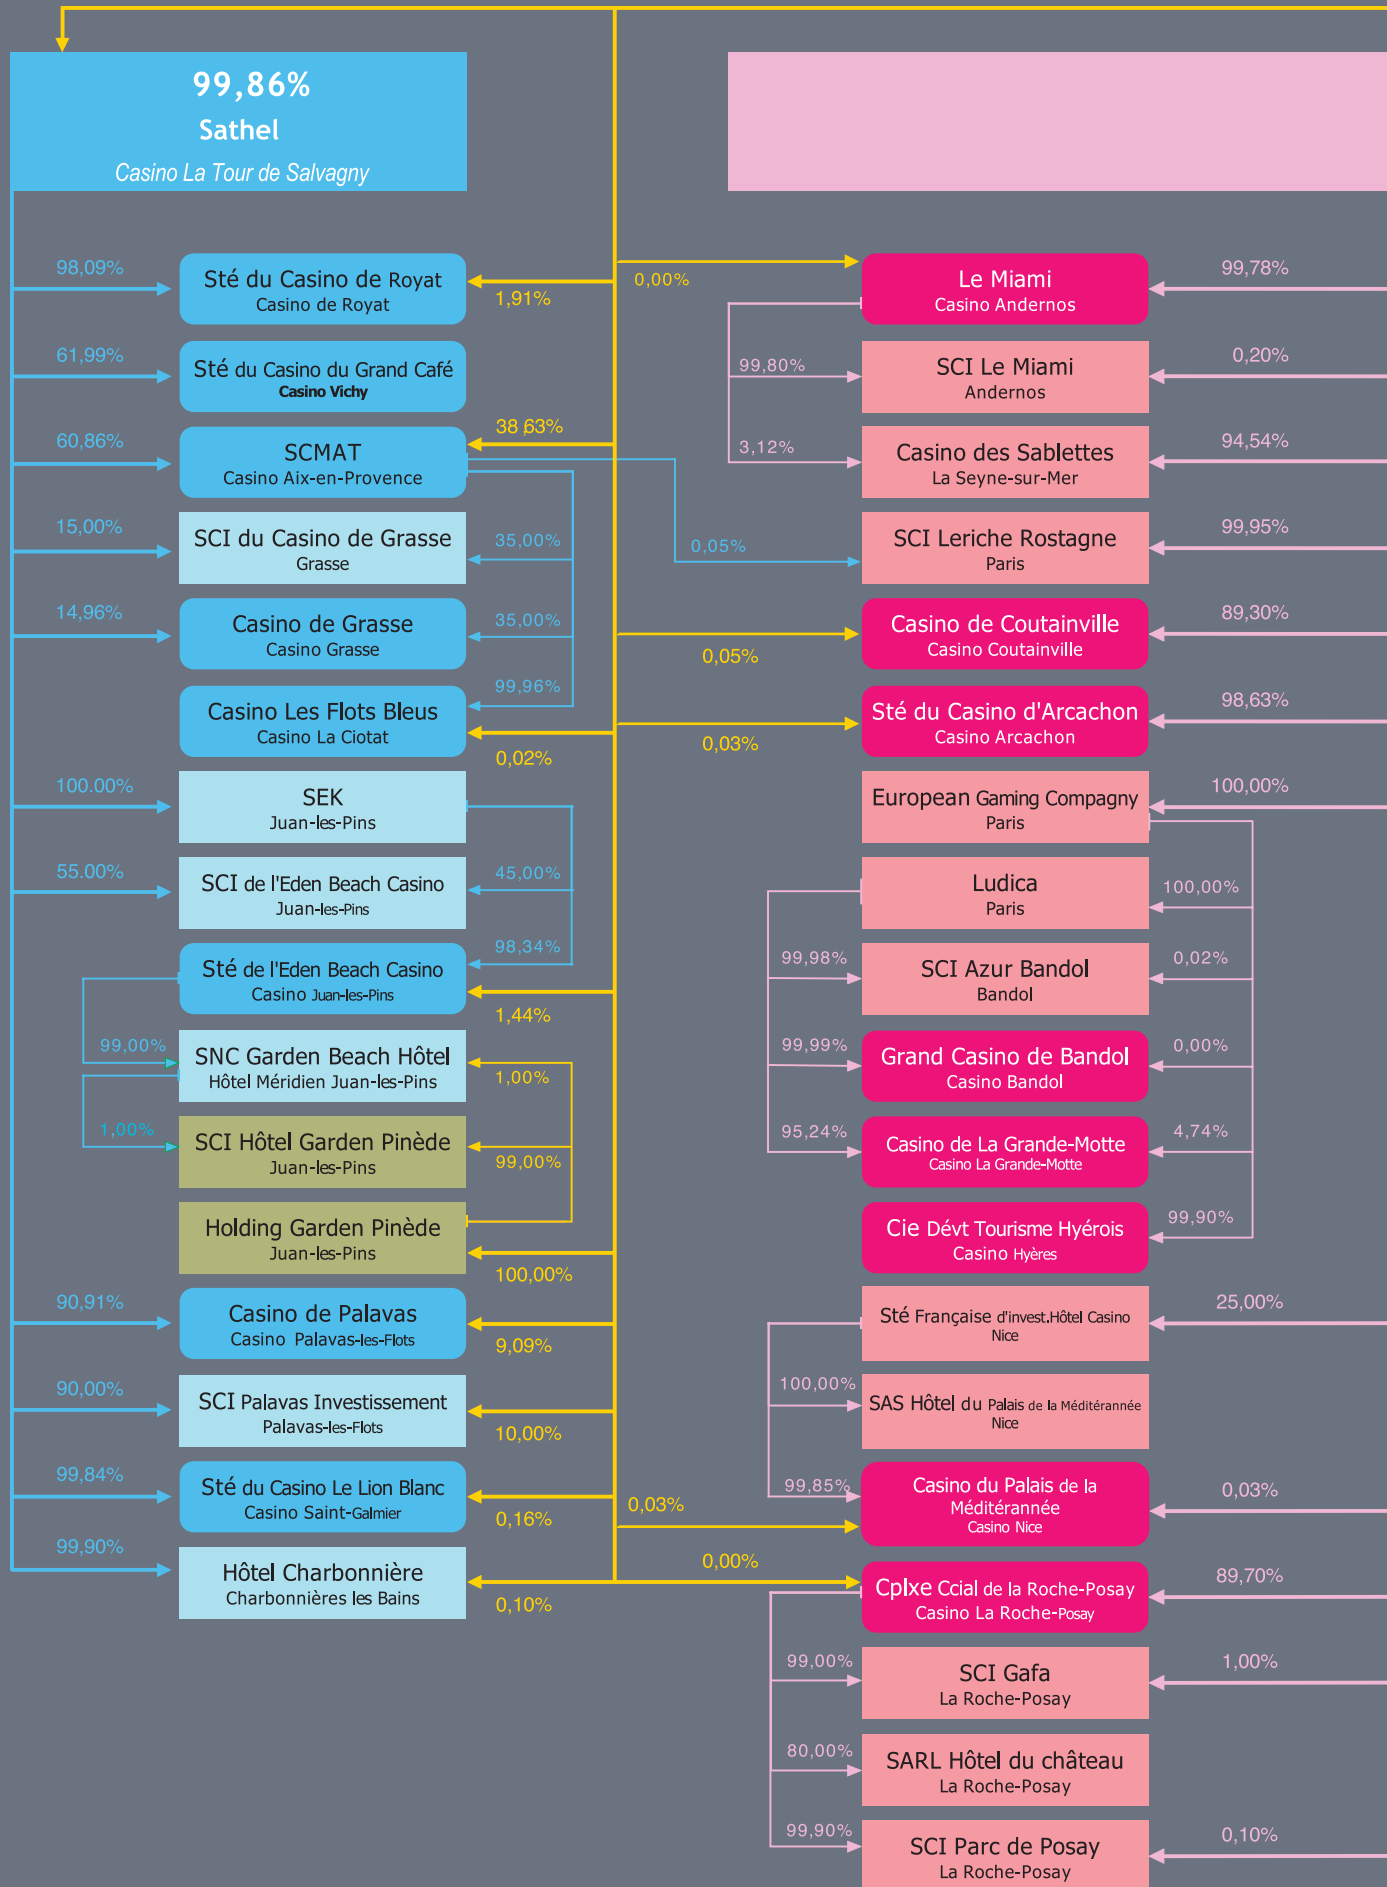 99,86%
Sathel
Casino La Tour de Salvagny
98,09%
Sté du Casino de Royat
Casino de Royat
1,91%
0,00%
Le Miami
Casino Andernos
99,78%
61,99%
Sté du Casino du Grand Café
Casino Vichy
99,80%
SCI Le Miami
Andernos
0,20%
60,86%
SCMAT
Casino Aix-en-Provence
38,63%
3,12%
Casino des Sablettes
La Seyne-sur-Mer
94,54%
15,00%
SCI du Casino de Grasse
Grasse
35,00%
0,05%
SCI Leriche Rostagne
Paris
99,95%
14,96%
Casino de Grasse
Casino Grasse
35,00%
0,05%
Casino de Coutainville
Casino Coutainville
89,30%
Casino Les Flots Bleus
Casino La Ciotat
99,96%
0,02%
0,03%
Sté du Casino d'Arcachon
Casino Arcachon
98,63%
100.00%
SEK
Juan-les-Pins
European Gaming Compagny
Paris
100,00%
55.00%
SCI de l'Eden Beach Casino
Juan-les-Pins
45,00%
Ludica
Paris
100,00%
Sté de l'Eden Beach Casino
Casino Juan-les-Pins
98,34%
1,44%
99,98%
SCI Azur Bandol
Bandol
0,02%
99,00%
SNC Garden Beach Hôtel
Hôtel Méridien Juan-les-Pins
1,00%
99,99%
Grand Casino de Bandol
Casino Bandol
0,00%
1,00%
SCI Hôtel Garden Pinède
Juan-les-Pins
99,00%
95,24%
Casino de La Grande-Motte
Casino La Grande-Motte
4,74%
Holding Garden Pinède
Juan-les-Pins
100,00%
Cie Dévt Tourisme Hyérois
Casino Hyères
99,90%
90,91%
Casino de Palavas
Casino Palavas-les-Flots
9,09%
Sté Française d'invest.Hôtel Casino
Nice
25,00%
90,00%
SCI Palavas Investissement
Palavas-les-Flots
10,00%
100,00%
SAS Hôtel du Palais de la Méditérannée
Nice
99,84%
Sté du Casino Le Lion Blanc
Casino Saint-Galmier
0,16%
0,03%
99,85%
Casino du Palais de la
Méditérannée
Casino Nice
0,03%
99,90%
Hôtel Charbonnière
Charbonnières les Bains
0,10%
0,00%
Cplxe Ccial de la Roche-Posay
Casino La Roche-Posay
89,70%
99,00%
SCI Gafa
La Roche-Posay
1,00%
80,00%
SARL Hôtel du château
La Roche-Posay
99,90%
SCI Parc de Posay
La Roche-Posay
0,10%